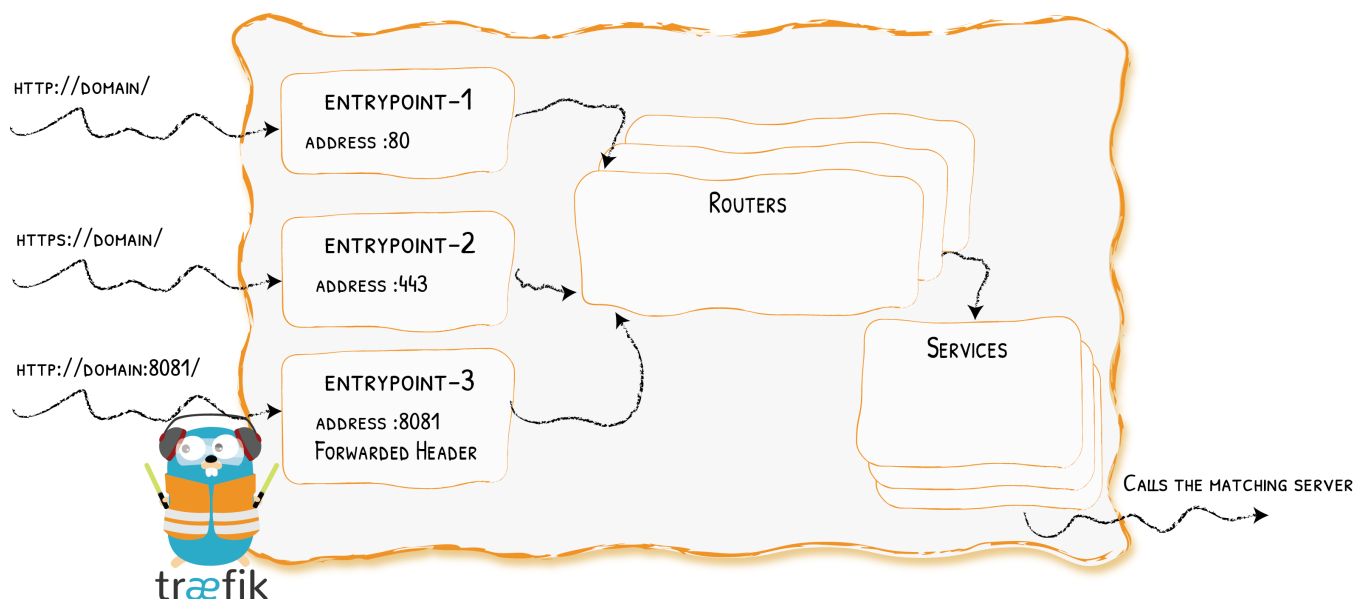 http://domain/
entrypoint-1
address :80
https://domain/
entrypoint-2
address :443
http://domain:8081/
entrypoint-3
address :8081
Forwarded Header
Routers
Services
Calls the matching server
træfik